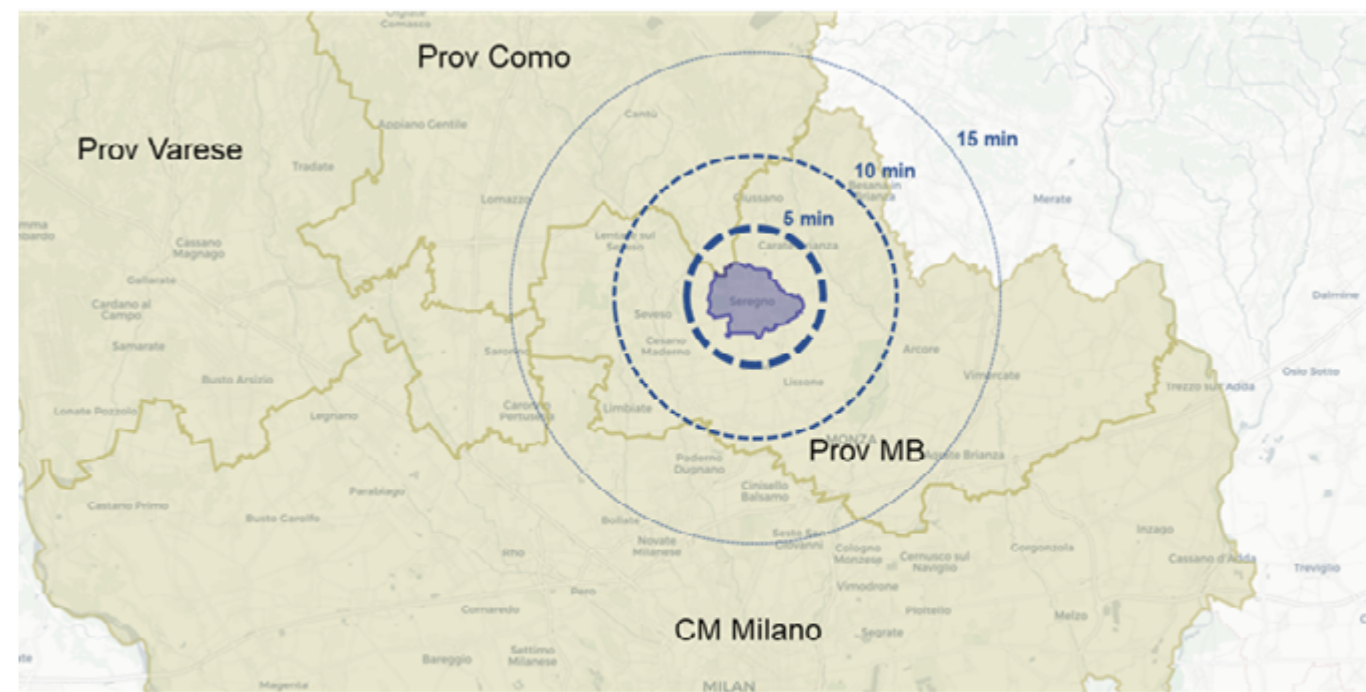 Comasco
Prov Como
Cantù
Appiano Gentile
15 min
Prov Varese
Tradate
10 min
Besana in
Brianza
Merate
Lomazzo
Giussano
5 min
Lentate sul
Seveso
Carate Brianza
Cassano
Magnago
Gallarate
Dalmine
Cardano al
Campo
Seregno
Seveso
Samarate
Cesano
Maderno
Saronno
Arcore
Osio Sotto
Busto Arsizio
Lissone
Vimercate
Trezzo sull'Adda
Lonate Pozzolo
Legnano
Caronno
Pertusella
Limbiate
MONZA
Prov MB
Agrate Brianza
Paderno
Dugnano
Cinisello
Balsamo
Parabiago
Castano Primo
Busto Garolfo
Bollate
Sesto San
Giovanni
Inzago
Novate
Milanese
Rho
Cologno
Monzese
Cernusco sul
Naviglio
Gorgonzola
Cassano d'Adda
Treviglio
Vimodrone
Pero
Cornaredo
Pioltello
Melzo
CM Milano
Segrate
Bareggio
Settimo
Milanese
Magenta
MILAN